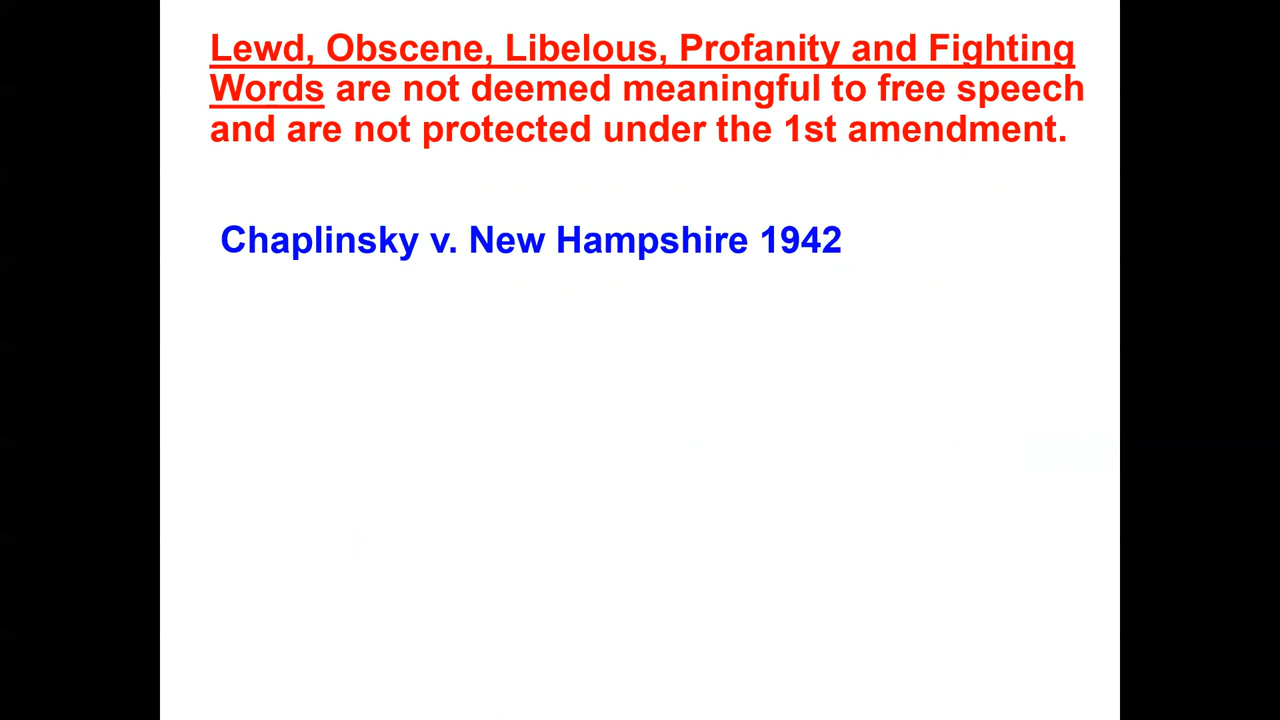 Lewd, Obscene, Libelous, Profanity and Fighting
Words are not deemed meaningful to free speech
and are not protected under the 1st amendment.
Chaplinsky v. New Hampshire 1942